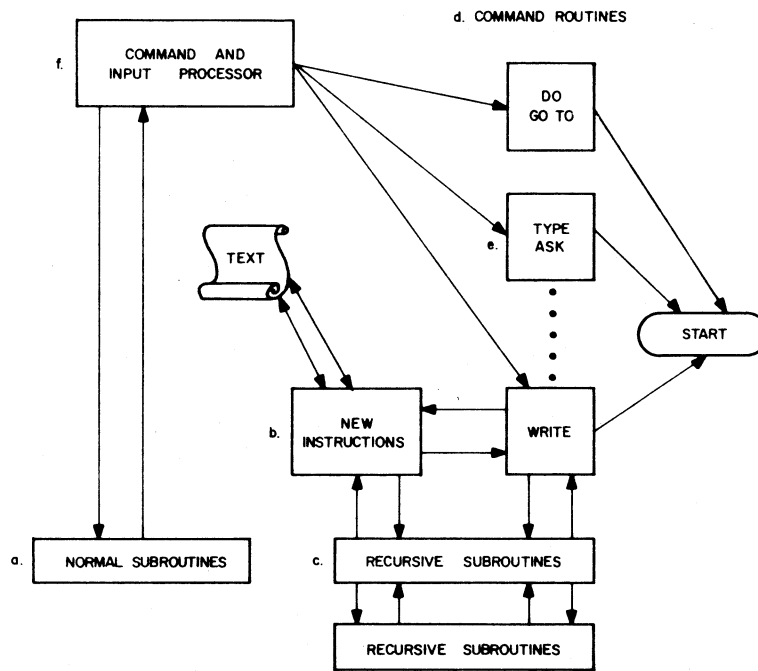 d. COMMAND ROUTINES
f.
COMMAND AND
INPUT PROCESSOR
DO
GO TO
TEXT
e.
TYPE
ASK
START
b.
NEW
INSTRUCTIONS
WRITE
a.
NORMAL SUBROUTINES
c.
RECURSIVE SUBROUTINES
RECURSIVE SUBROUTINES